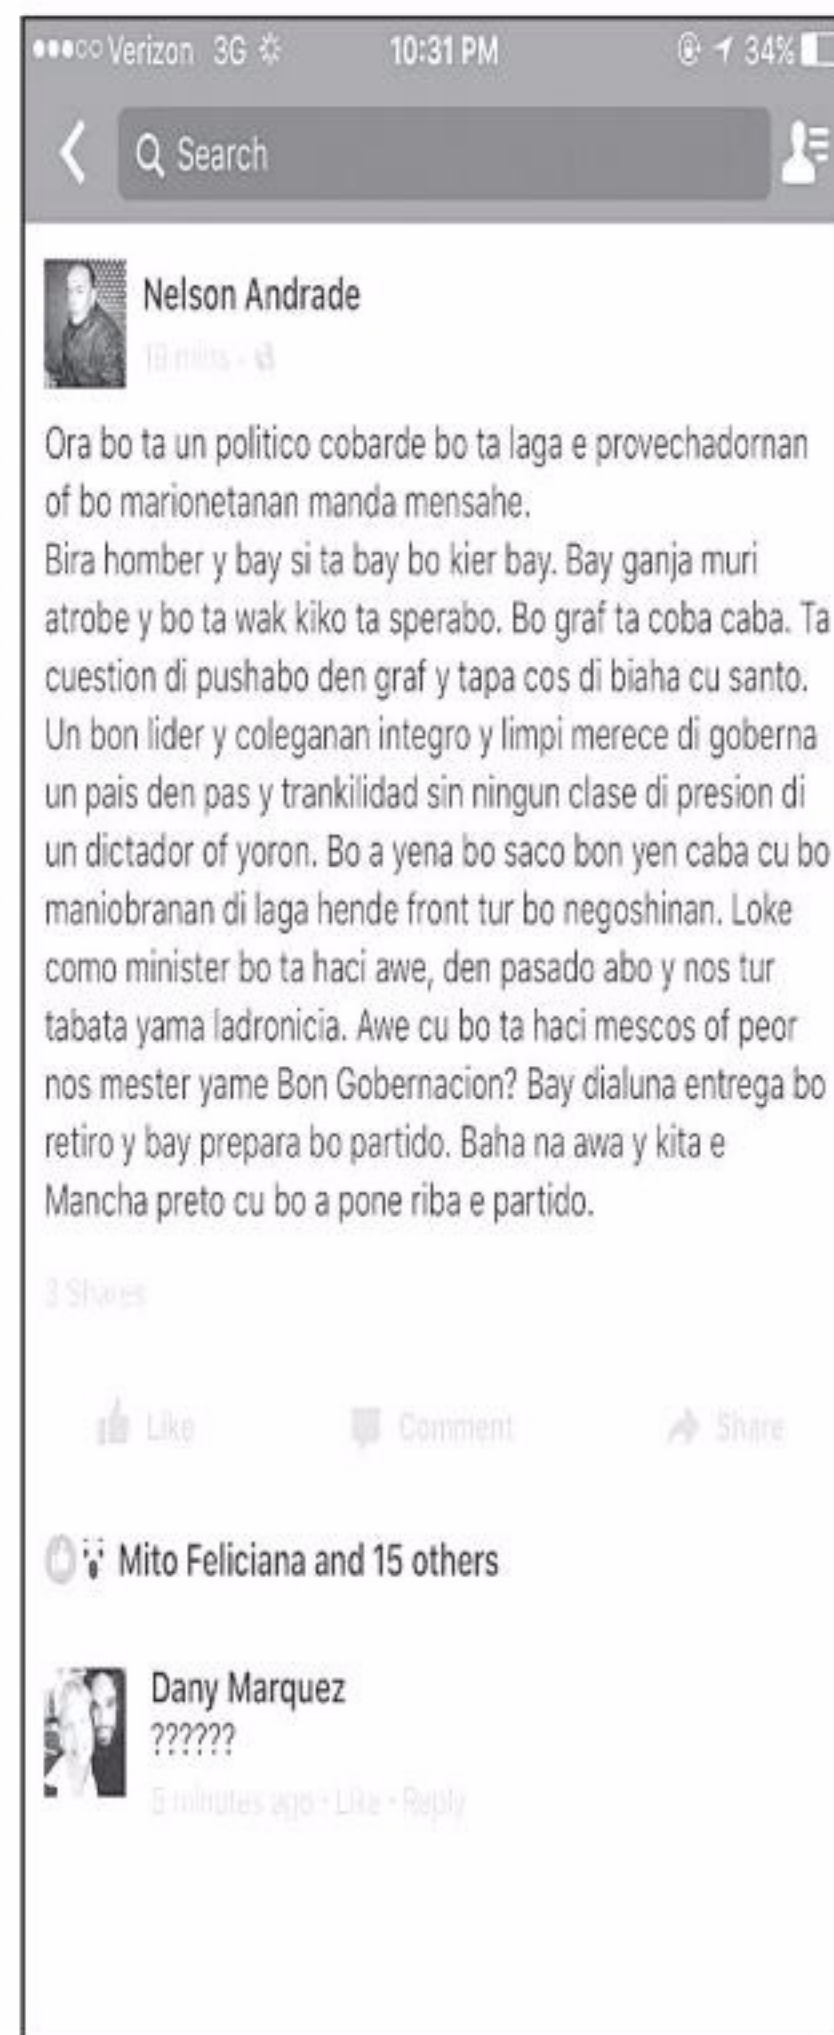 Verizon 3G 10:31 PM 34%
Search
Nelson Andrade
19 mins
Ora bo ta un politico cobarde bo ta laga e provechadornan
of bo marionetanan manda mensahe.
Bira homber y bay si ta bay bo kier bay. Bay ganja muri
atrobe y bo ta wak kiko ta sperabo. Bo graf ta coba caba. Ta
cuestion di pushabo den graf y tapa cos di biaha cu santo.
Un bon lider y coleganan integro y limpi merece di goberna
un pais den pas y trankilidad sin ningun clase di presion di
un dictador of yoron. Bo a yena bo saco bon yen caba cu bo
maniobranan di laga hende front tur bo negoshinan. Loke
como minister bo ta haci awe, den pasado abo y nos tur
tabata yama ladronicia. Awe cu bo ta haci mescos of peor
nos mester yame Bon Gobernacion? Bay dialuna entrega bo
retiro y bay prepara bo partido. Baha na awa y kita e
Mancha preto cu bo a pone riba e partido.
3 Shares
Like Comment Share
Mito Feliciana and 15 others
Dany Marquez
??????
5 minutes ago • Like • Reply